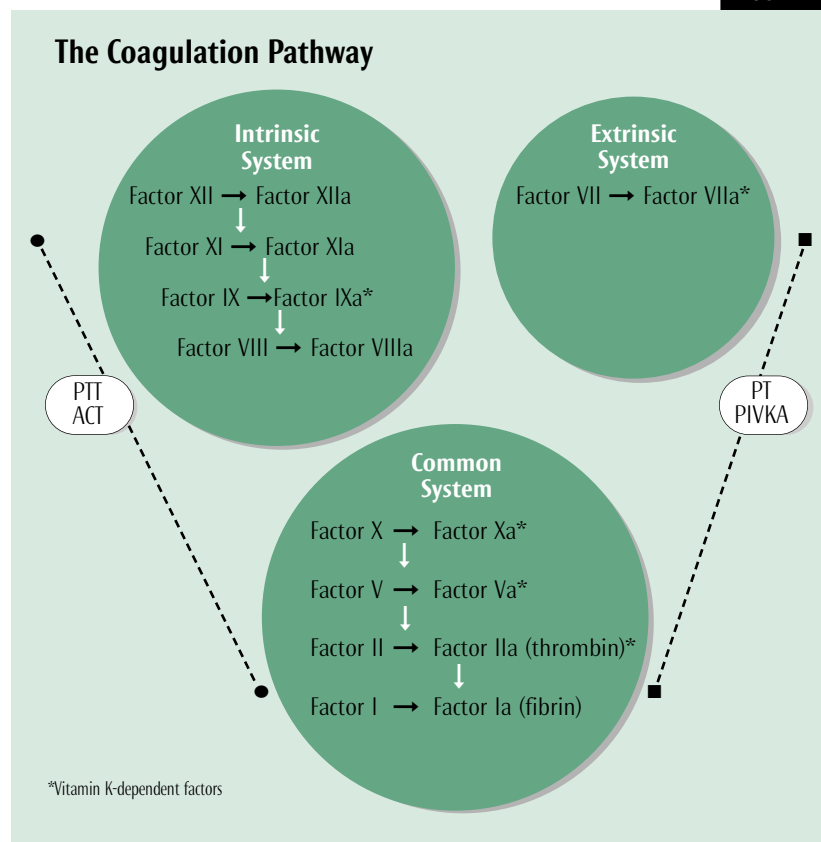 The Coagulation Pathway
Intrinsic
System
Factor XII → Factor XIIa
Factor XI → Factor XIa
Factor IX → Factor IXa*
Factor VIII → Factor VIIIa
Extrinsic
System
Factor VII → Factor VIIa*
PTT
ACT
PT
PIVKA
Common
System
Factor X → Factor Xa*
Factor V → Factor Va*
Factor II → Factor IIa (thrombin)*
Factor I → Factor Ia (fibrin)
*Vitamin K-dependent factors